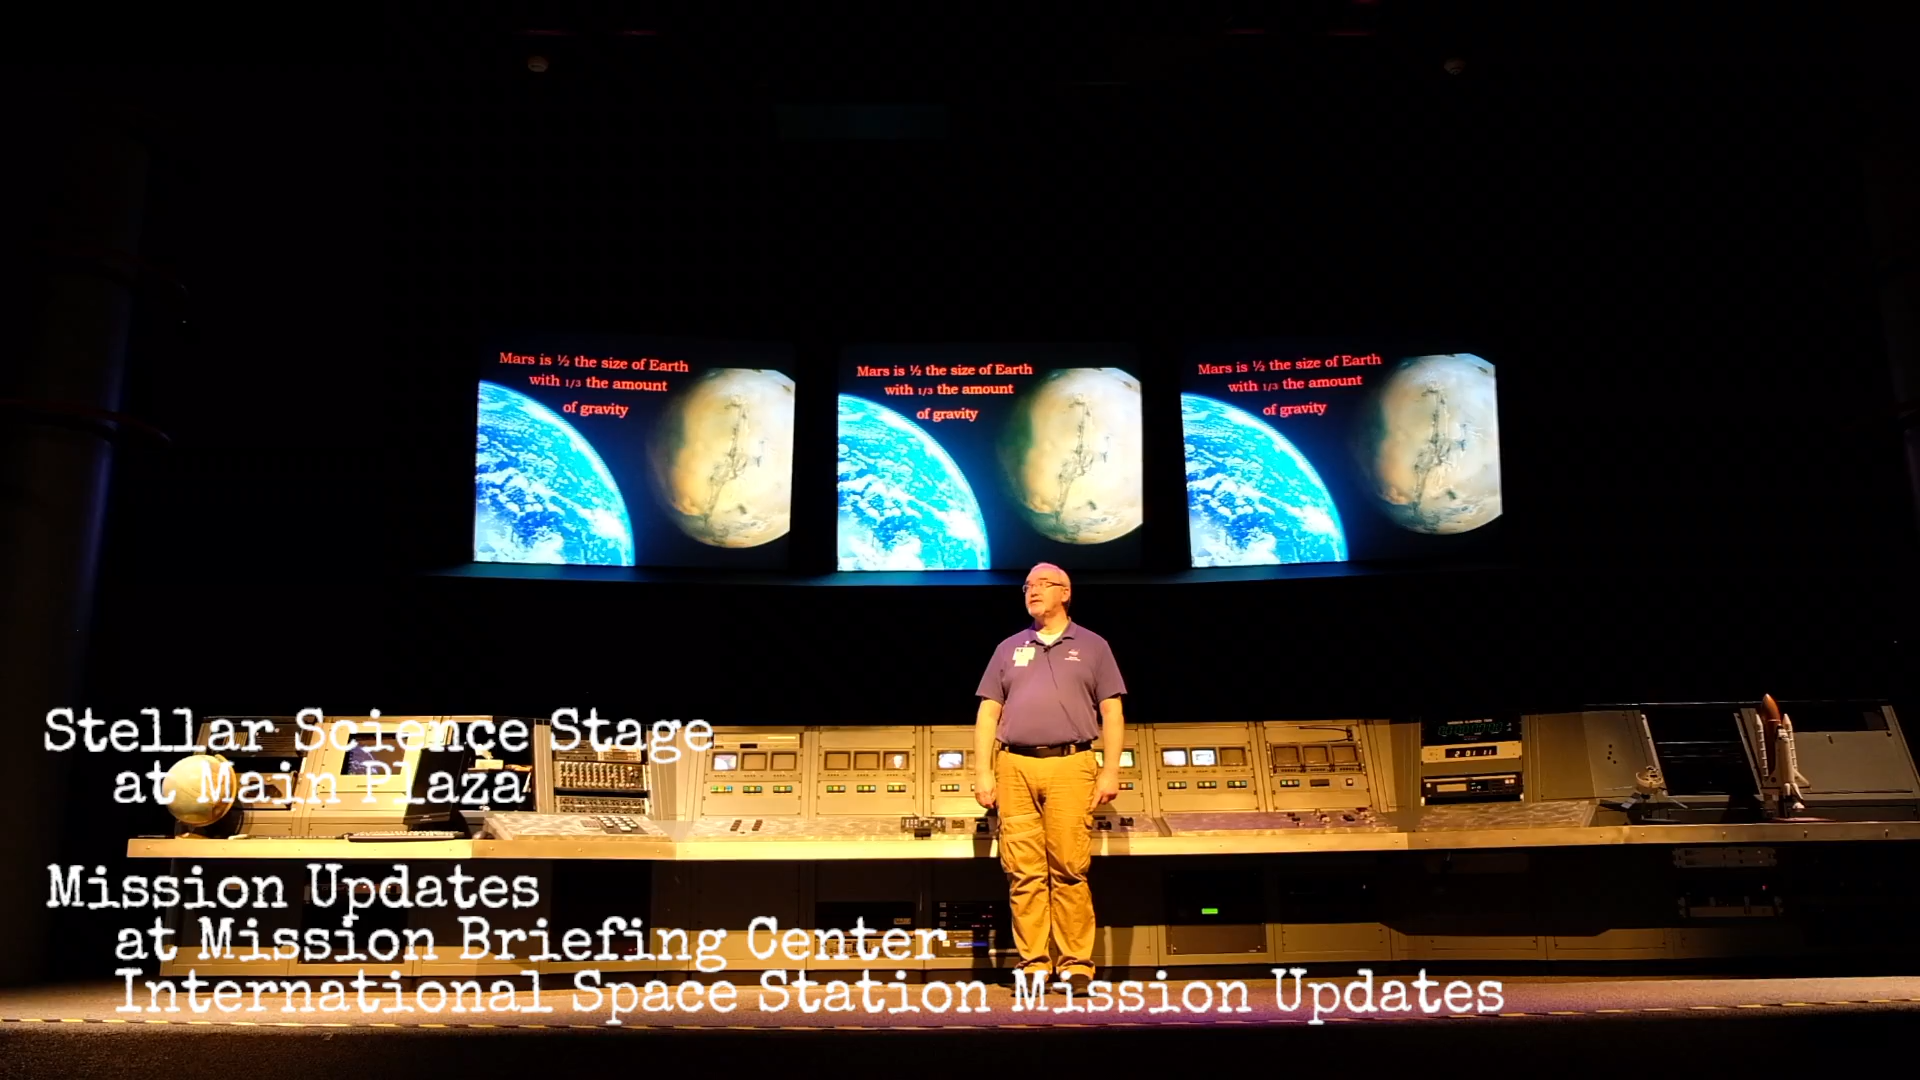 Mars is ½ the size of Earth
with 1/3 the amount
of gravity
Mars is ½ the size of Earth
with 1/3 the amount
of gravity
Mars is ½ the size of Earth
with 1/3 the amount
of gravity
Stellar Science Stage
at Main Plaza
Mission Updates
at Mission Briefing Center
International Space Station Mission Updates